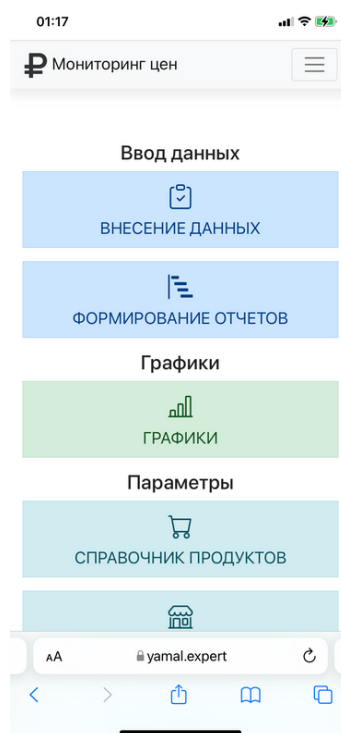 01:17
₽ Мониторинг цен
Ввод данных
ВНЕСЕНИЕ ДАННЫХ
ФОРМИРОВАНИЕ ОТЧЕТОВ
Графики
ГРАФИКИ
Параметры
СПРАВОЧНИК ПРОДУКТОВ
AA yamal.expert